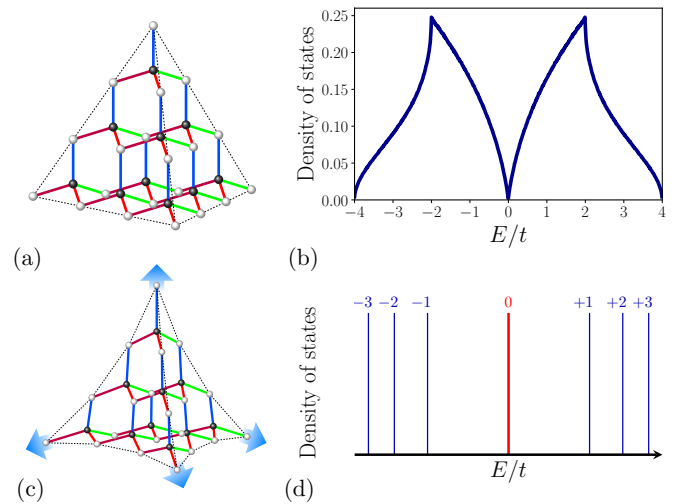 (a)
Density of states
0.25
0.20
0.15
0.10
0.05
0.00
−4 −3 −2 −1 0 1 2 3 4
E/t
(b)
(c)
Density of states
−3 −2 −1 0 +1 +2 +3
E/t
(d)